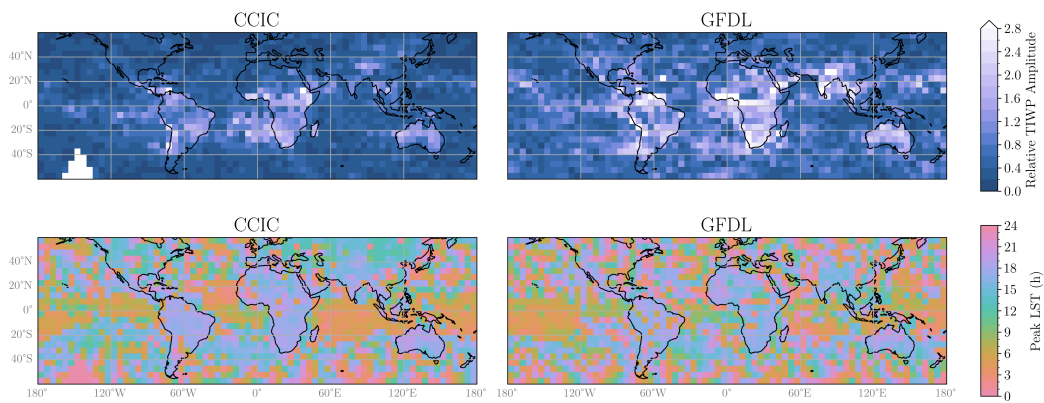 CCIC
GFDL
40°N
20°N
0°
20°S
40°S
2.8
2.4
2.0
1.6
1.2
0.8
0.4
0.0
Relative TIWP Amplitude
CCIC
GFDL
40°N
20°N
0°
20°S
40°S
180° 120°W 60°W 0° 60°E 120°E 180°
180° 120°W 60°W 0° 60°E 120°E 180°
24
21
18
15
12
9
6
3
0
Peak LST (h)